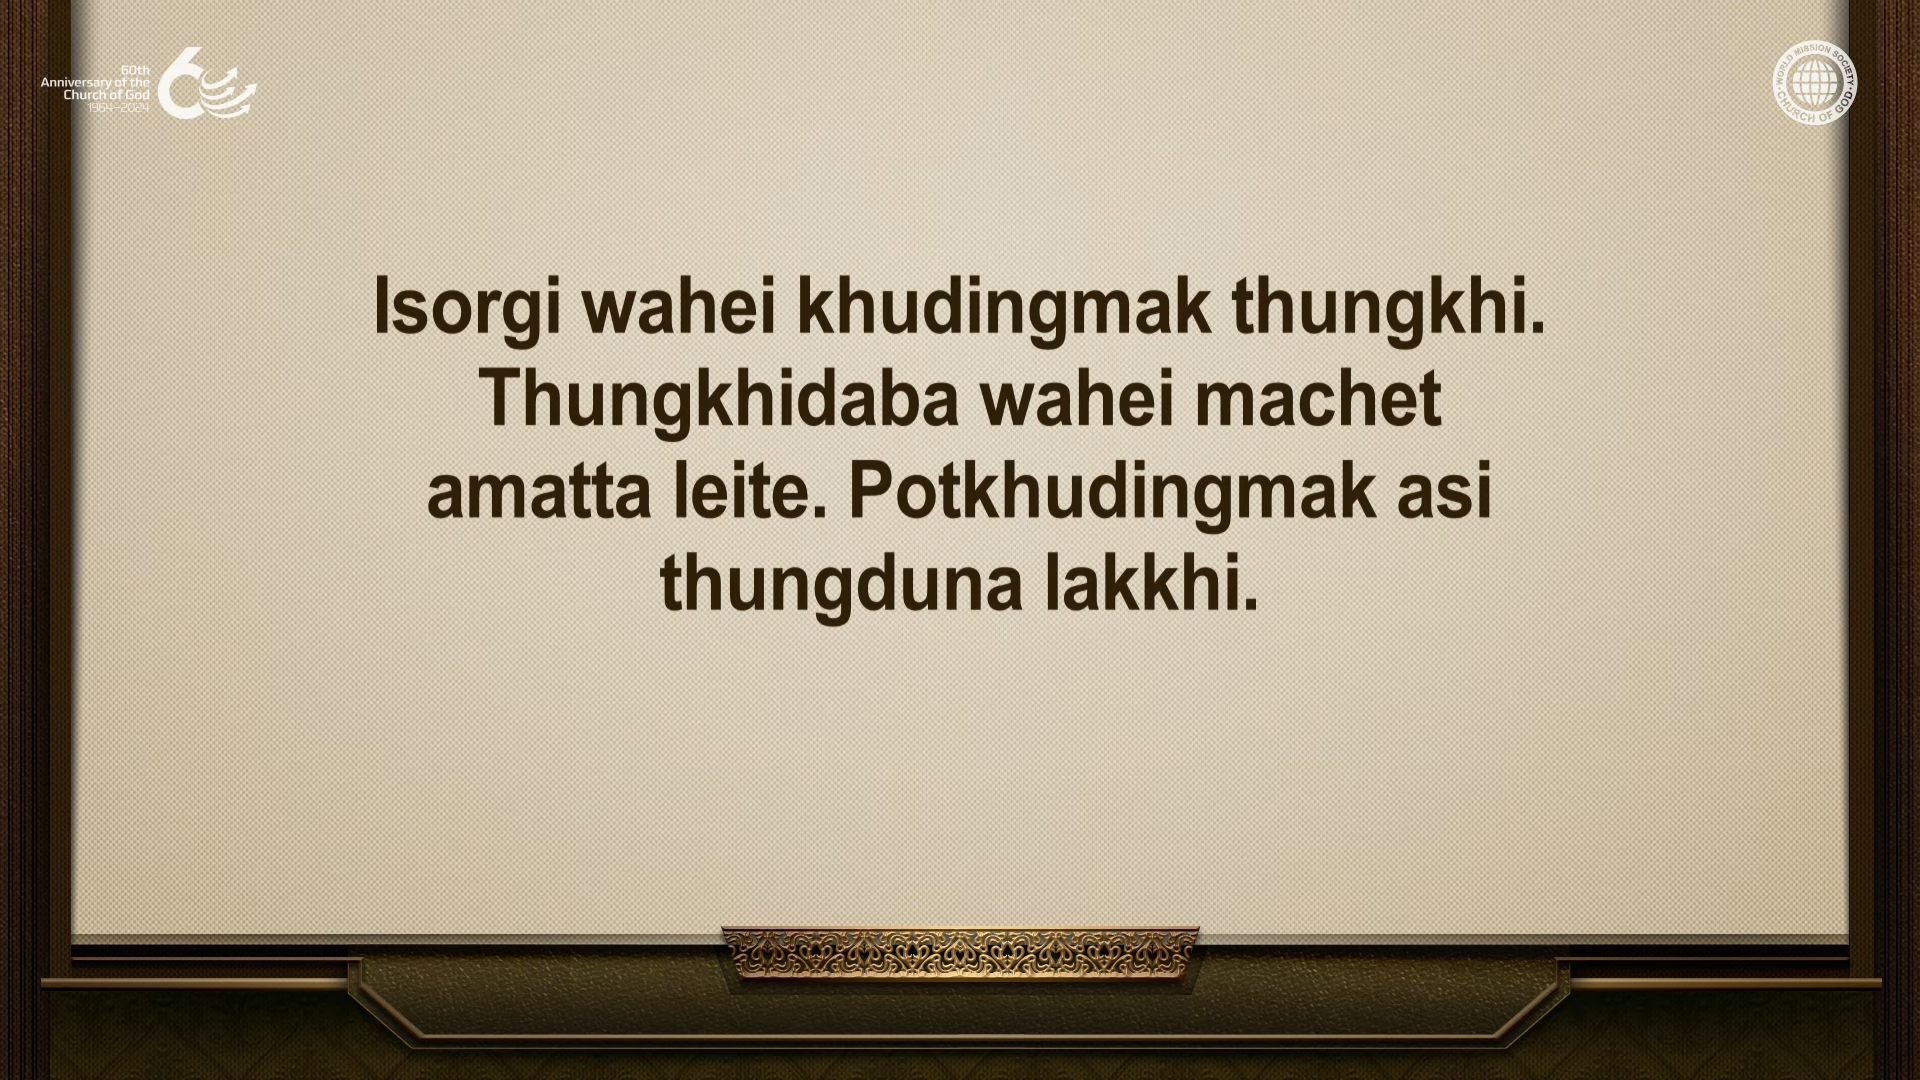 60th
Anniversary of the
Church of God
1964–2024
WORLD MISSION SOCIETY
CHURCH OF GOD
Isorgi wahei khudingmak thungkhi.
Thungkhidaba wahei machet
amatta leite. Potkhudingmak asi
thungduna lakkhi.